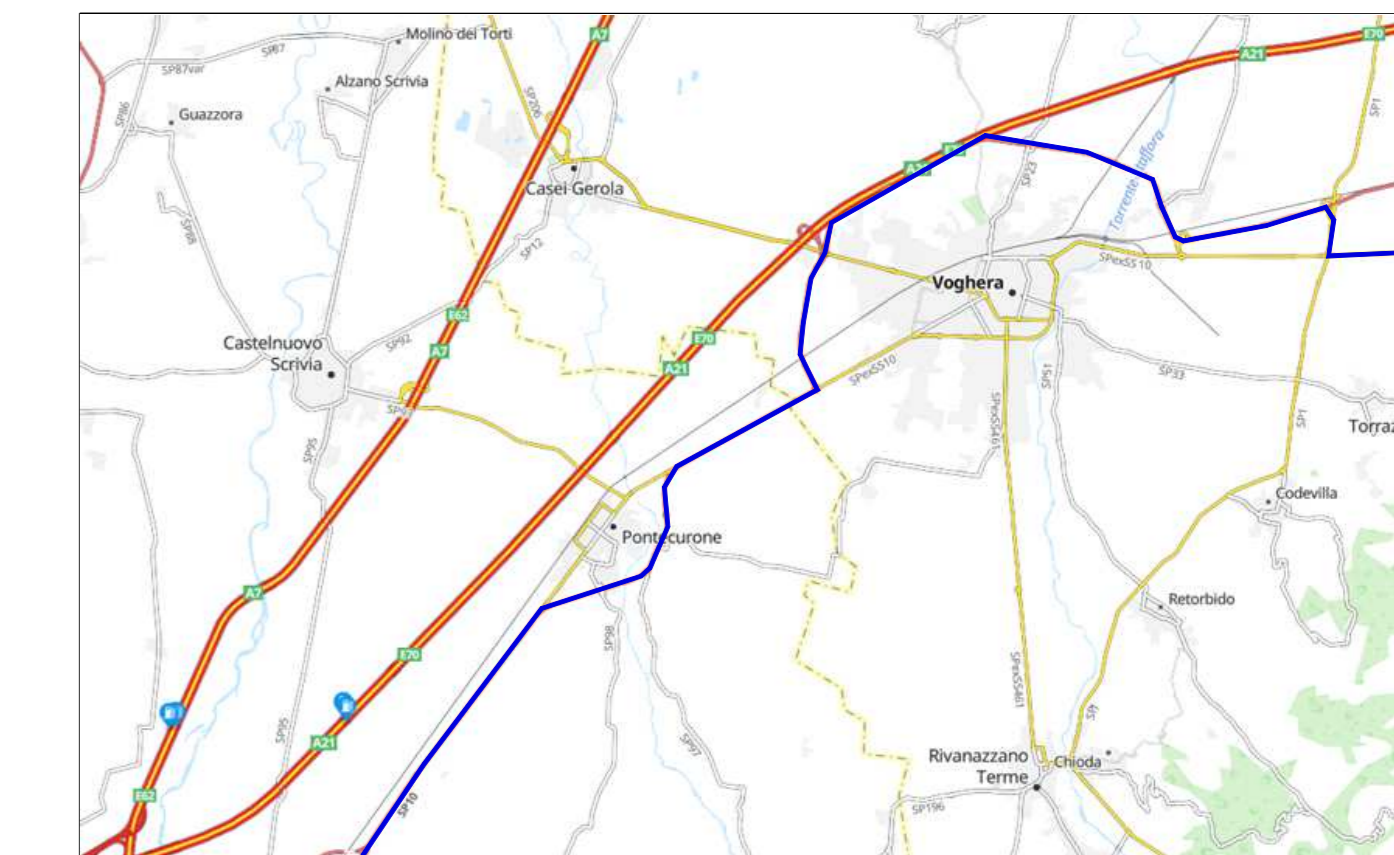 Molino dei Torti
A7
E70
SP87
A21
SP87var
Alzano Scrivia
SP206
SP86
Guazzora
SP1
Torrente Staffora
Casei Gerola
SP88
SP12
SPexSS10
Voghera
E62
Castelnuovo
Scrivia
SP92
A7
E70
A21
SPexSS10
SP33
SP1
SPexSS461
SP95
Codevilla
Pontecurone
A7
Retorbido
SP98
E70
SPexSS461
SP1
A21
SP95
SP97
Rivanazzano
Terme
Chioda
E62
SP10
SP196